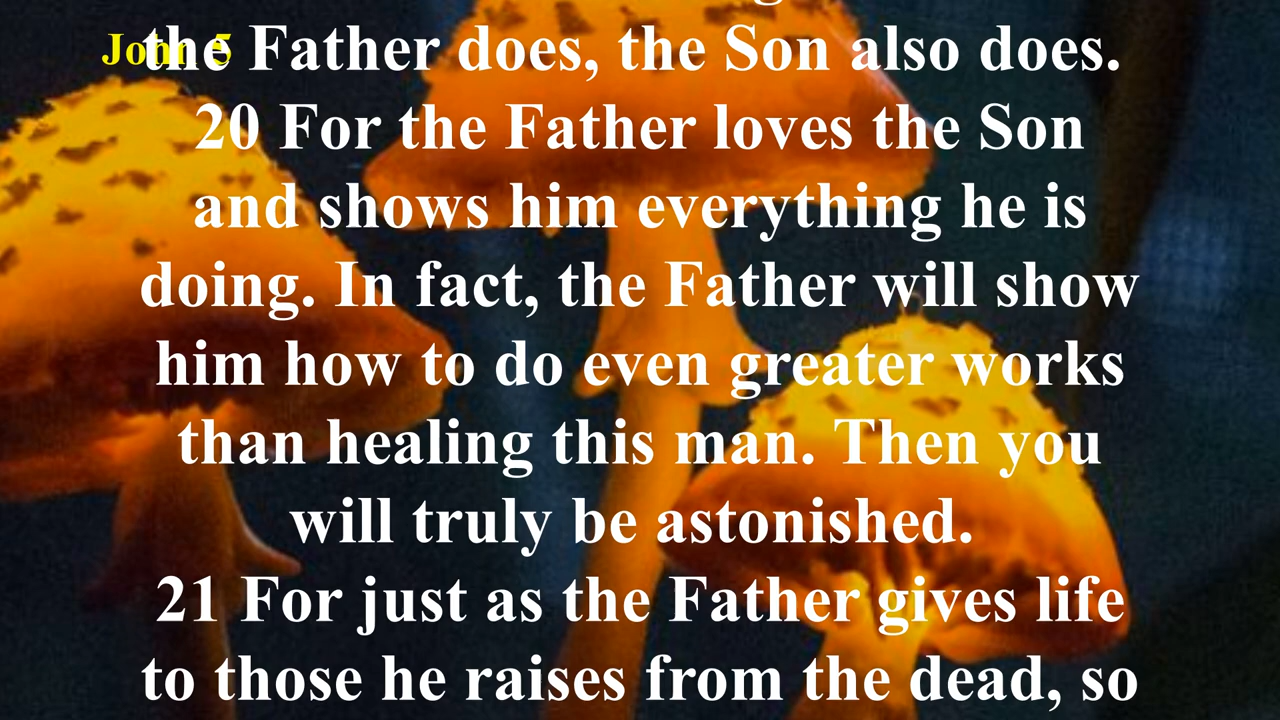 John 5
the Father does, the Son also does.
20 For the Father loves the Son
and shows him everything he is
doing. In fact, the Father will show
him how to do even greater works
than healing this man. Then you
will truly be astonished.
21 For just as the Father gives life
to those he raises from the dead, so